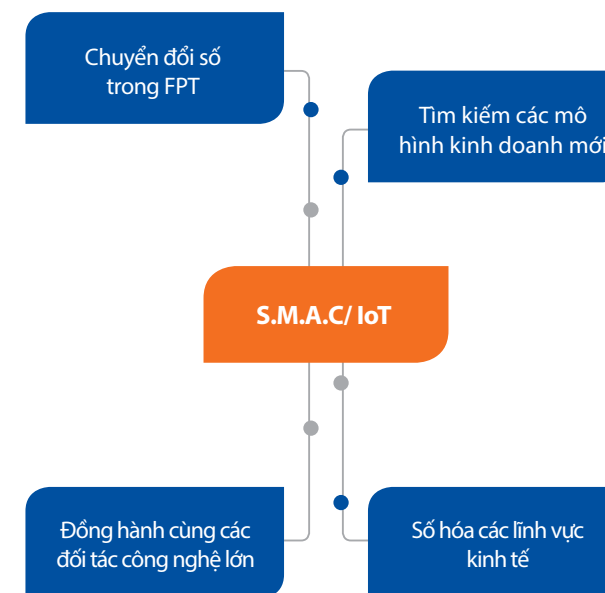 Chuyển đổi số
trong FPT
Tìm kiếm các mô
hình kinh doanh mới
S.M.A.C/ IoT
Đồng hành cùng các
đối tác công nghệ lớn
Số hóa các lĩnh vực
kinh tế